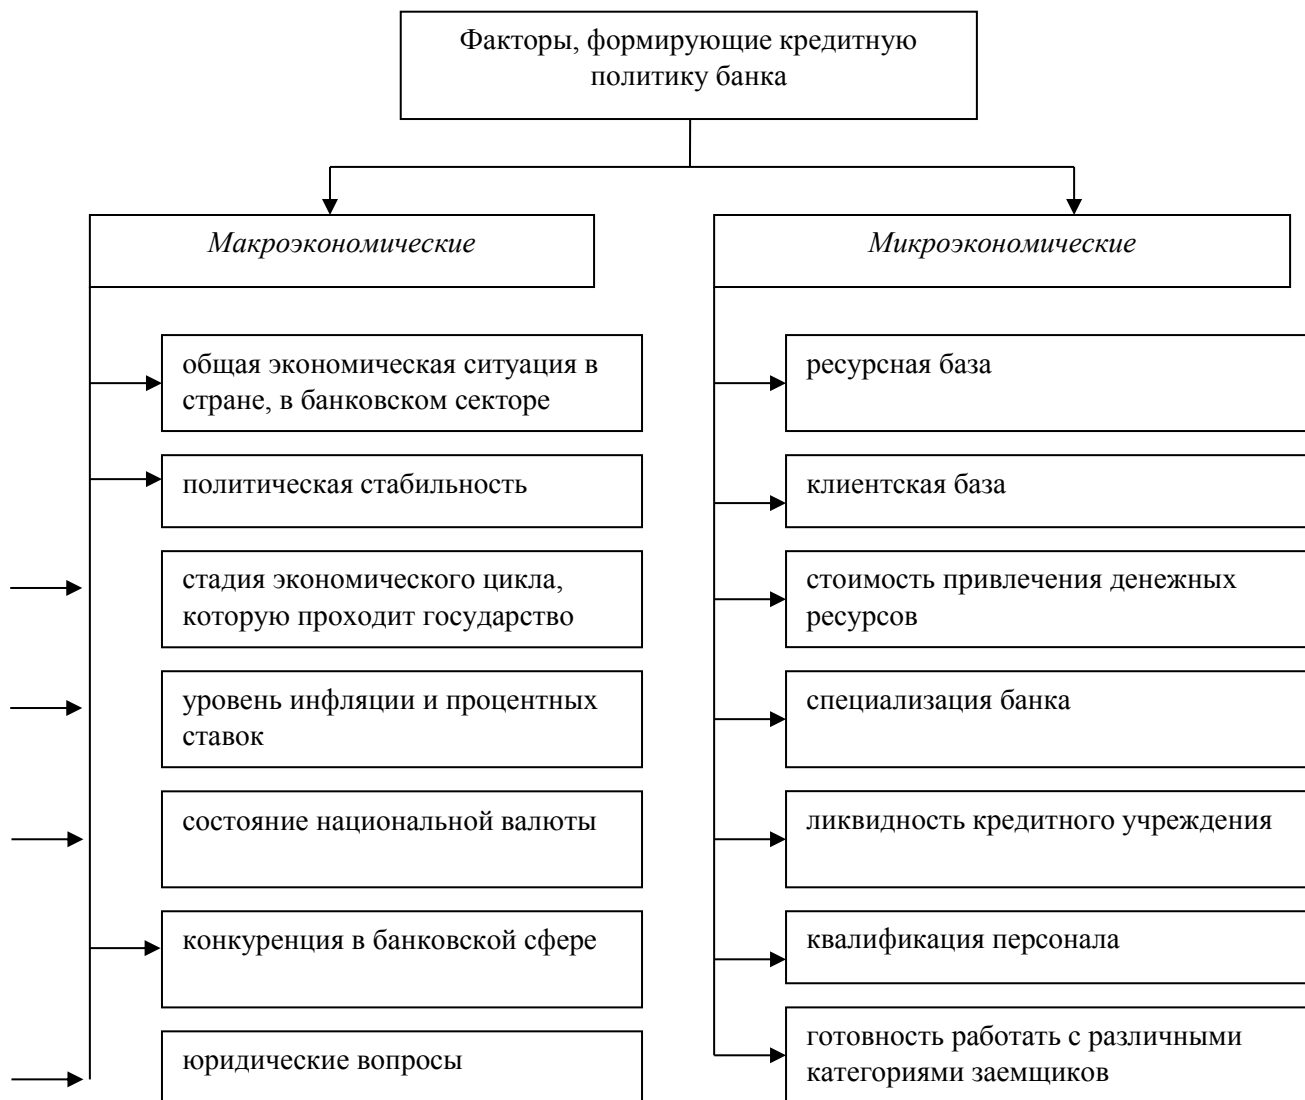 Факторы, формирующие кредитную
политику банка
Макроэкономические
общая экономическая ситуация в
стране, в банковском секторе
политическая стабильность
стадия экономического цикла,
которую проходит государство
уровень инфляции и процентных
ставок
состояние национальной валюты
конкуренция в банковской сфере
юридические вопросы
Микроэкономические
ресурсная база
клиентская база
стоимость привлечения денежных
ресурсов
специализация банка
ликвидность кредитного учреждения
квалификация персонала
готовность работать с различными
категориями заемщиков